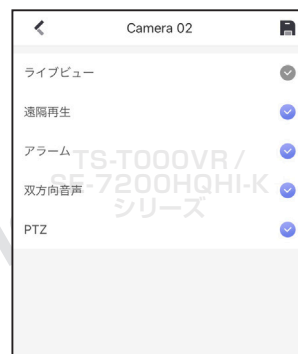 Camera 02
ライブビュー
遠隔再生
アラーム
双方向音声
PTZ
TS-T000VR /
SE-7200HQHI-K
シリーズ